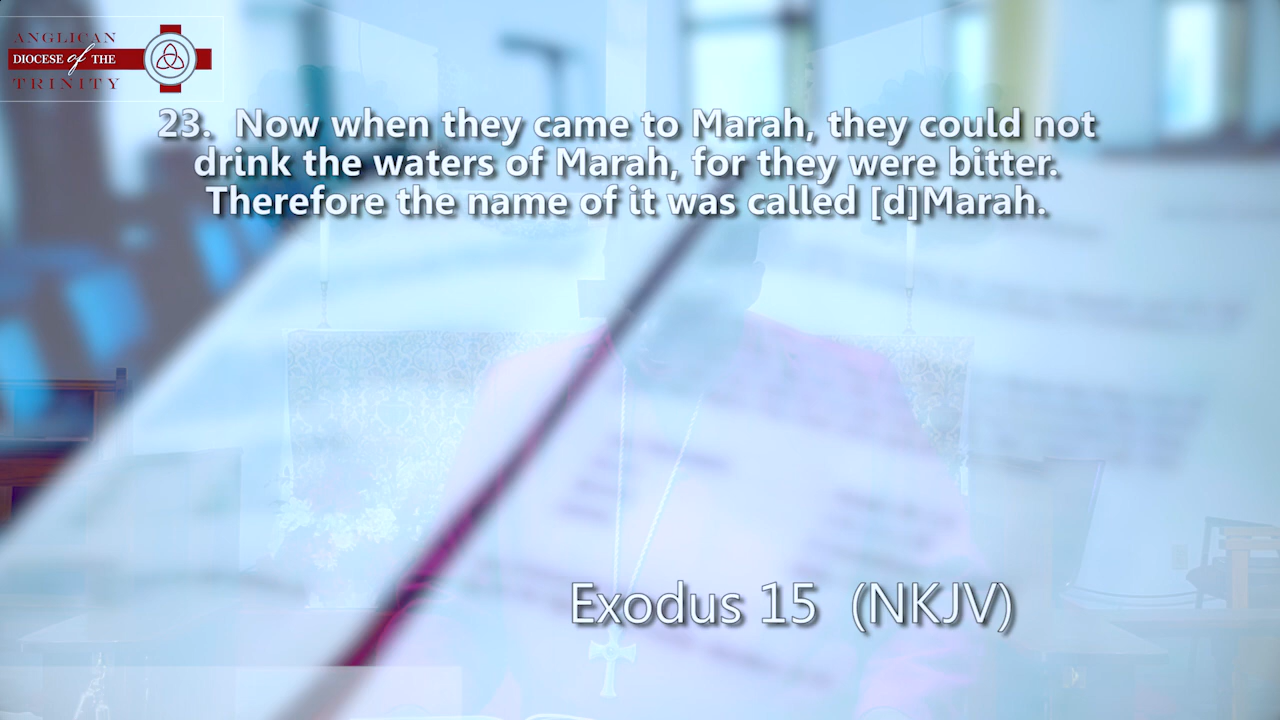 ANGLICAN
DIOCESE of THE
TRINITY
23. Now when they came to Marah, they could not
drink the waters of Marah, for they were bitter.
Therefore the name of it was called [d]Marah.
Exodus 15 (NKJV)